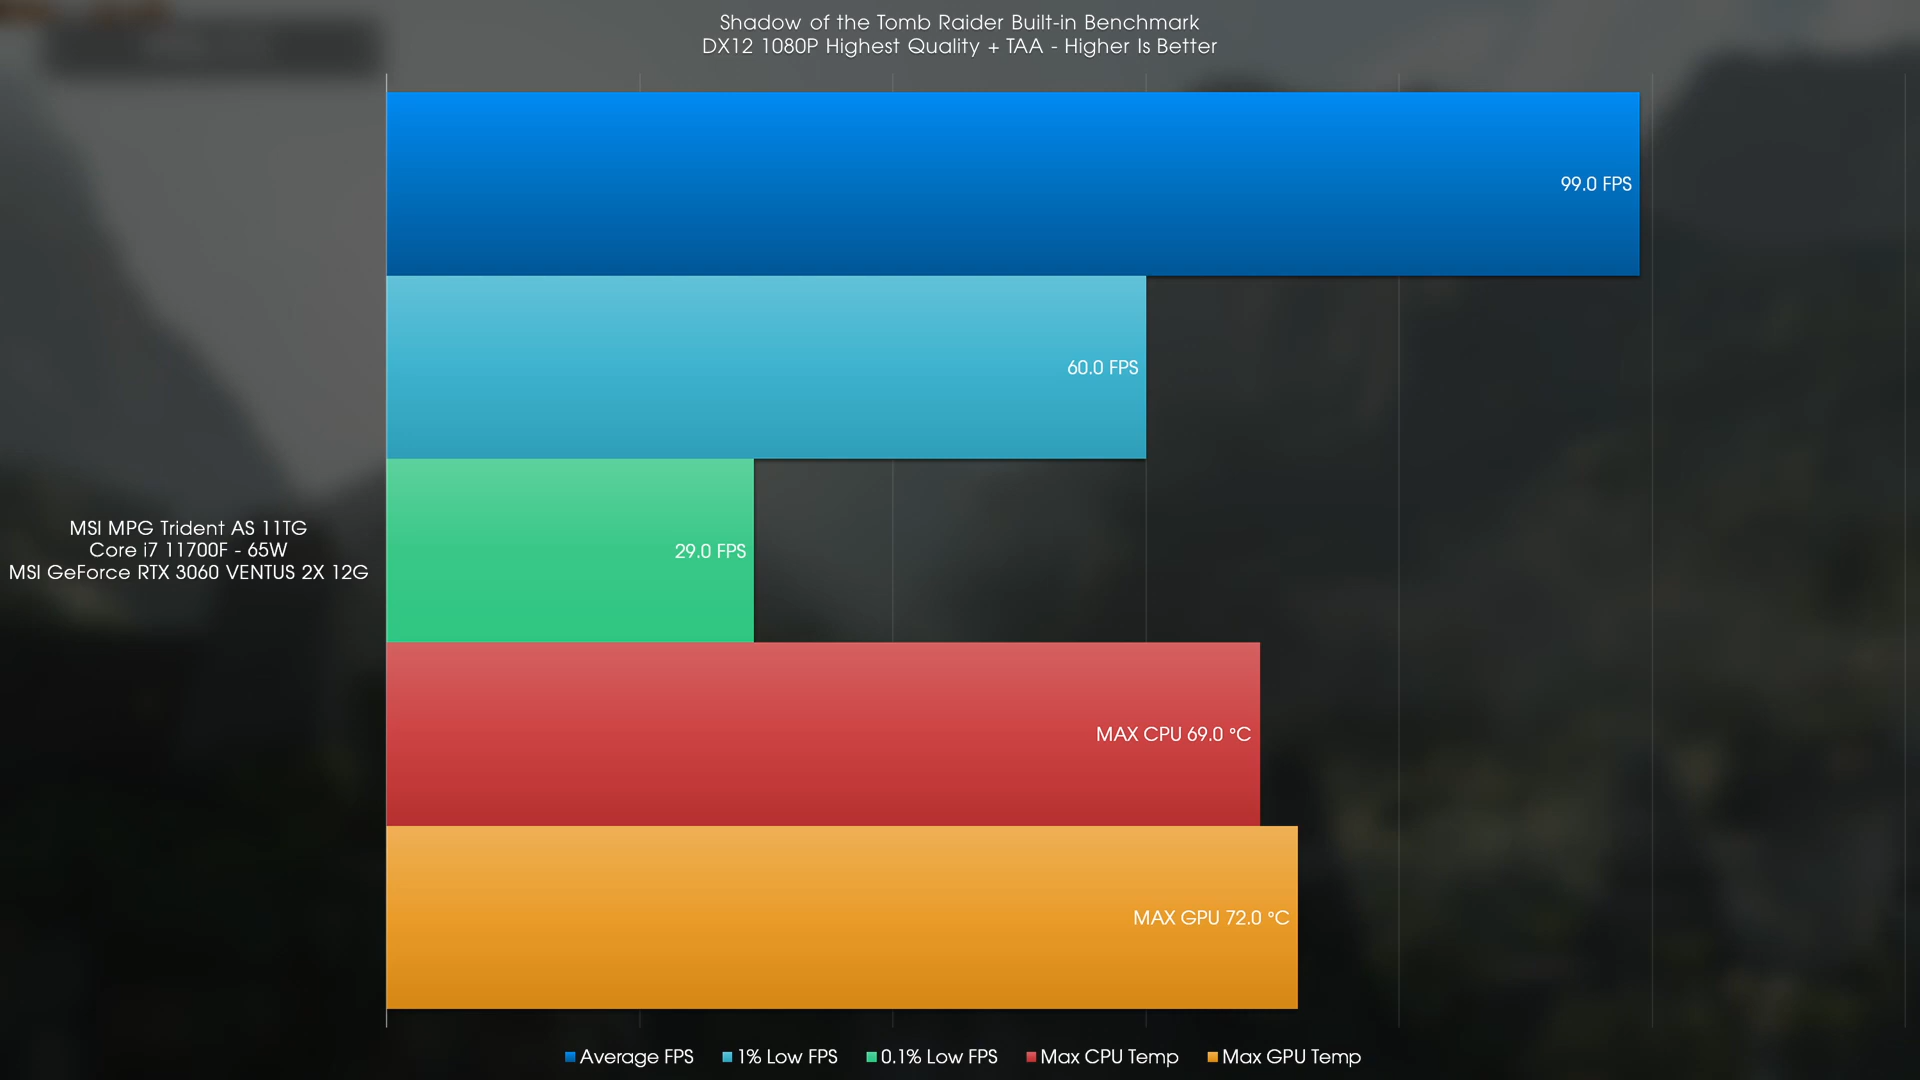 Shadow of the Tomb Raider Built-in Benchmark
DX12 1080P Highest Quality + TAA - Higher Is Better
99.0 FPS
60.0 FPS
29.0 FPS
MSI MPG Trident AS 11TG
Core i7 11700F - 65W
MSI GeForce RTX 3060 VENTUS 2X 12G
MAX CPU 69.0 °C
MAX GPU 72.0 °C
Average FPS 1% Low FPS 0.1% Low FPS Max CPU Temp Max GPU Temp